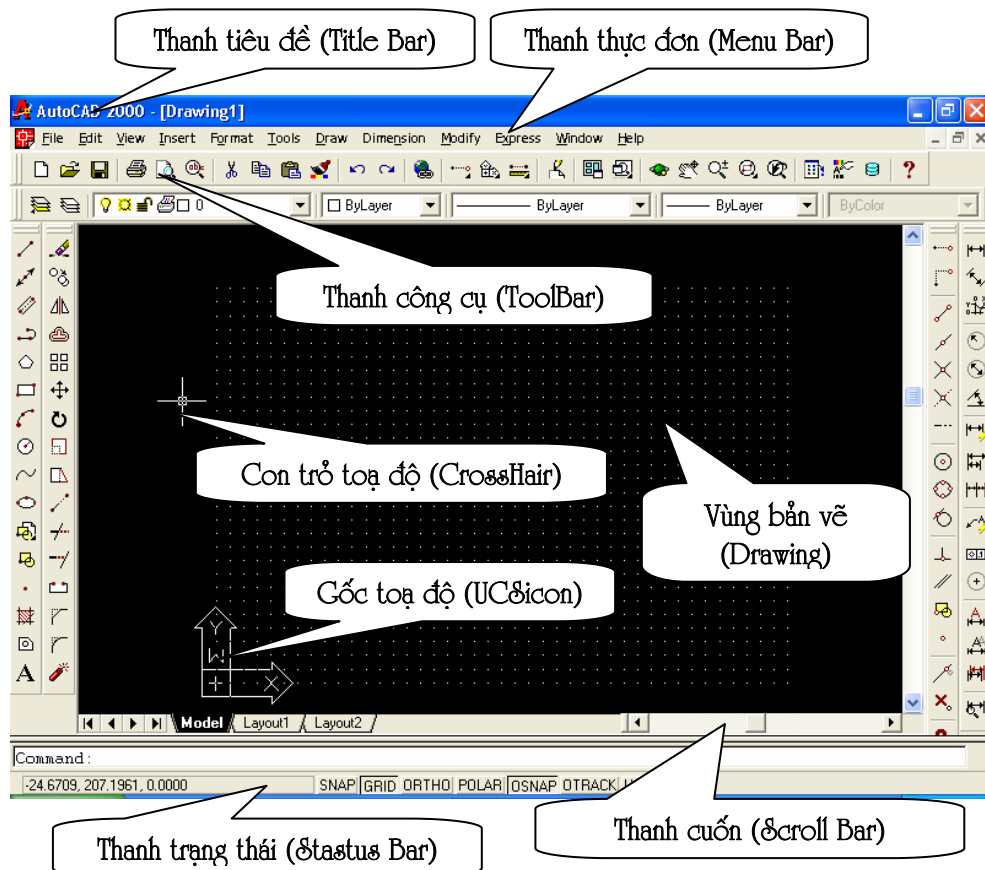 Thanh tiêu đề (Title Bar)
Thanh thực đơn (Menu Bar)
AutoCAD 2000 - [Drawing1]
File Edit View Insert Format Tools Draw Dimension Modify Express Window Help
0 ByLayer ByLayer ByLayer ByColor
Thanh công cụ (ToolBar)
Con trỏ toạ độ (CrossHair)
Vùng bản vẽ
(Drawing)
Gốc toạ độ (UCSicon)
Y
W
X
A
Model Layout1 Layout2
Command:
-24.6709, 207.1961, 0.0000 SNAP GRID ORTHO POLAR OSNAP OTRACK
Thanh cuốn (Scroll Bar)
Thanh trạng thái (Stastus Bar)